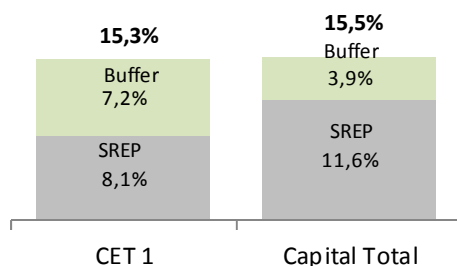 15,3%
Buffer
7,2%
SREP
8,1%
CET 1
15,5%
Buffer
3,9%
SREP
11,6%
Capital Total